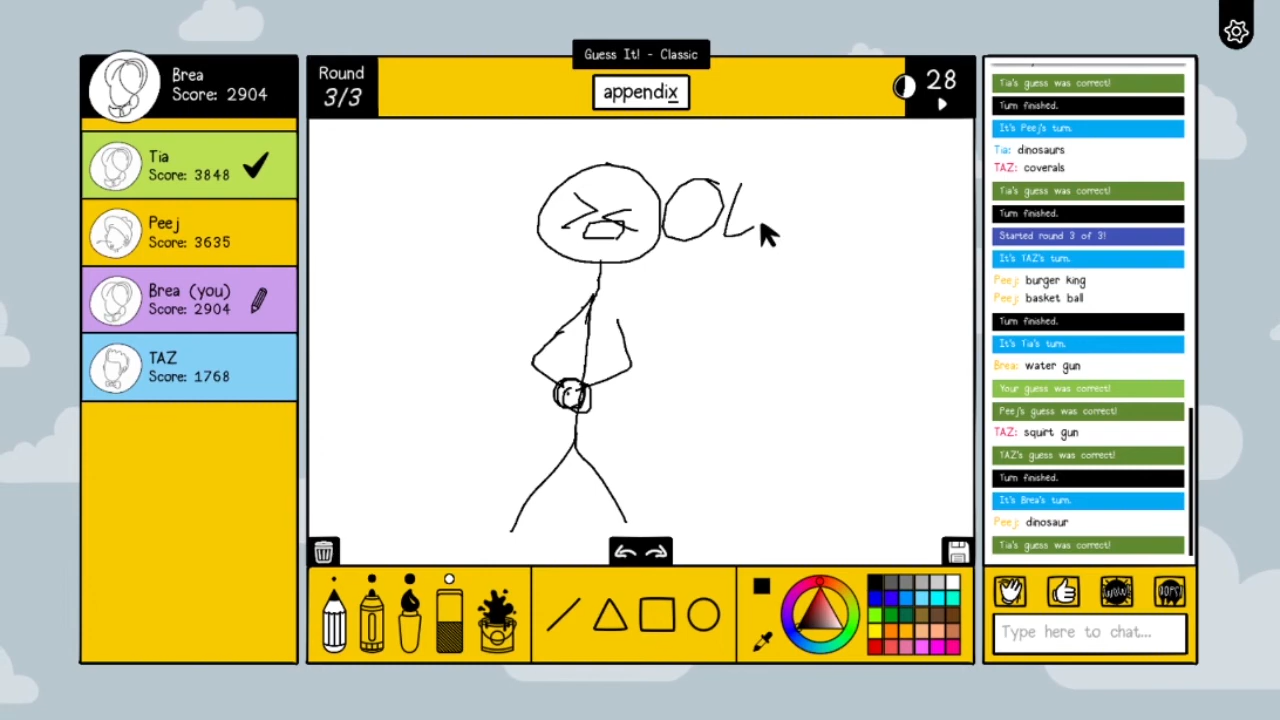 Guess It! - Classic
Brea
Score: 2904
Round
3/3
appendix
28
Tia
Score: 3848
Peej
Score: 3635
Brea (you)
Score: 2904
TAZ
Score: 1768
OL
Tia's guess was correct!
Turn finished.
It's Peej's turn.
Tia: dinosaurs
TAZ: coverals
Tia's guess was correct!
Turn finished.
Started round 3 of 3!
It's TAZ's turn.
Peej: burger king
Peej: basket ball
Turn finished.
It's Tia's turn.
Brea: water gun
Your guess was correct!
Peej's guess was correct!
TAZ: squirt gun
TAZ's guess was correct!
Turn finished.
It's Brea's turn.
Peej: dinosaur
Tia's guess was correct!
WOW!
OOPS!
Type here to chat...